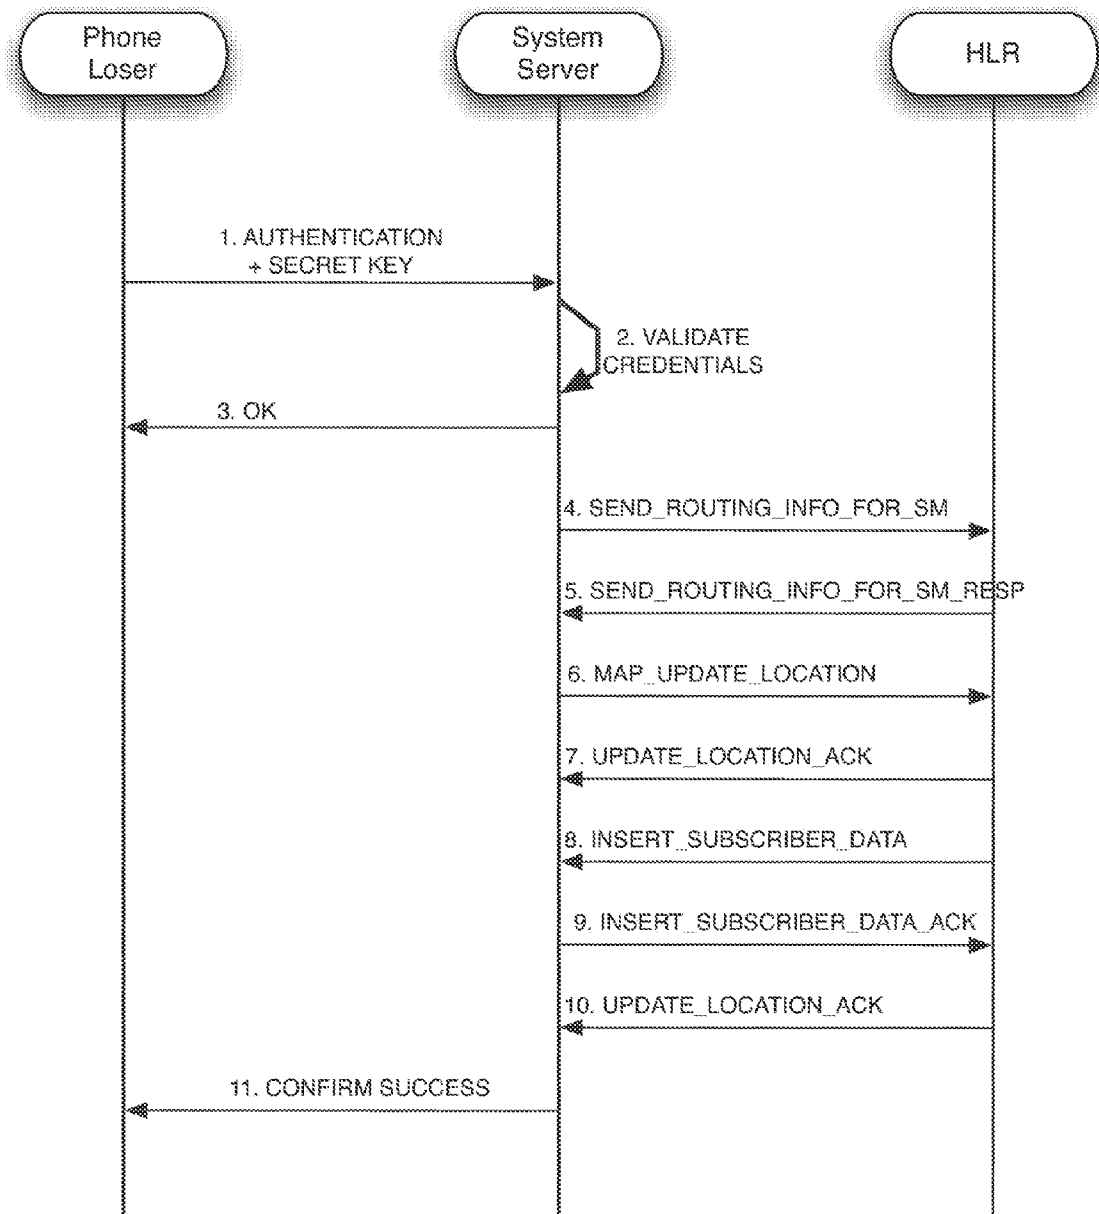 Phone
Loser
System
Server
HLR
1. AUTHENTICATION
+ SECRET KEY
2. VALIDATE
CREDENTIALS
3. OK
4. SEND_ROUTING_INFO_FOR_SM
5. SEND_ROUTING_INFO_FOR_SM_RESP
6. MAP_UPDATE_LOCATION
7. UPDATE_LOCATION_ACK
8. INSERT_SUBSCRIBER_DATA
9. INSERT_SUBSCRIBER_DATA_ACK
10. UPDATE_LOCATION_ACK
11. CONFIRM SUCCESS